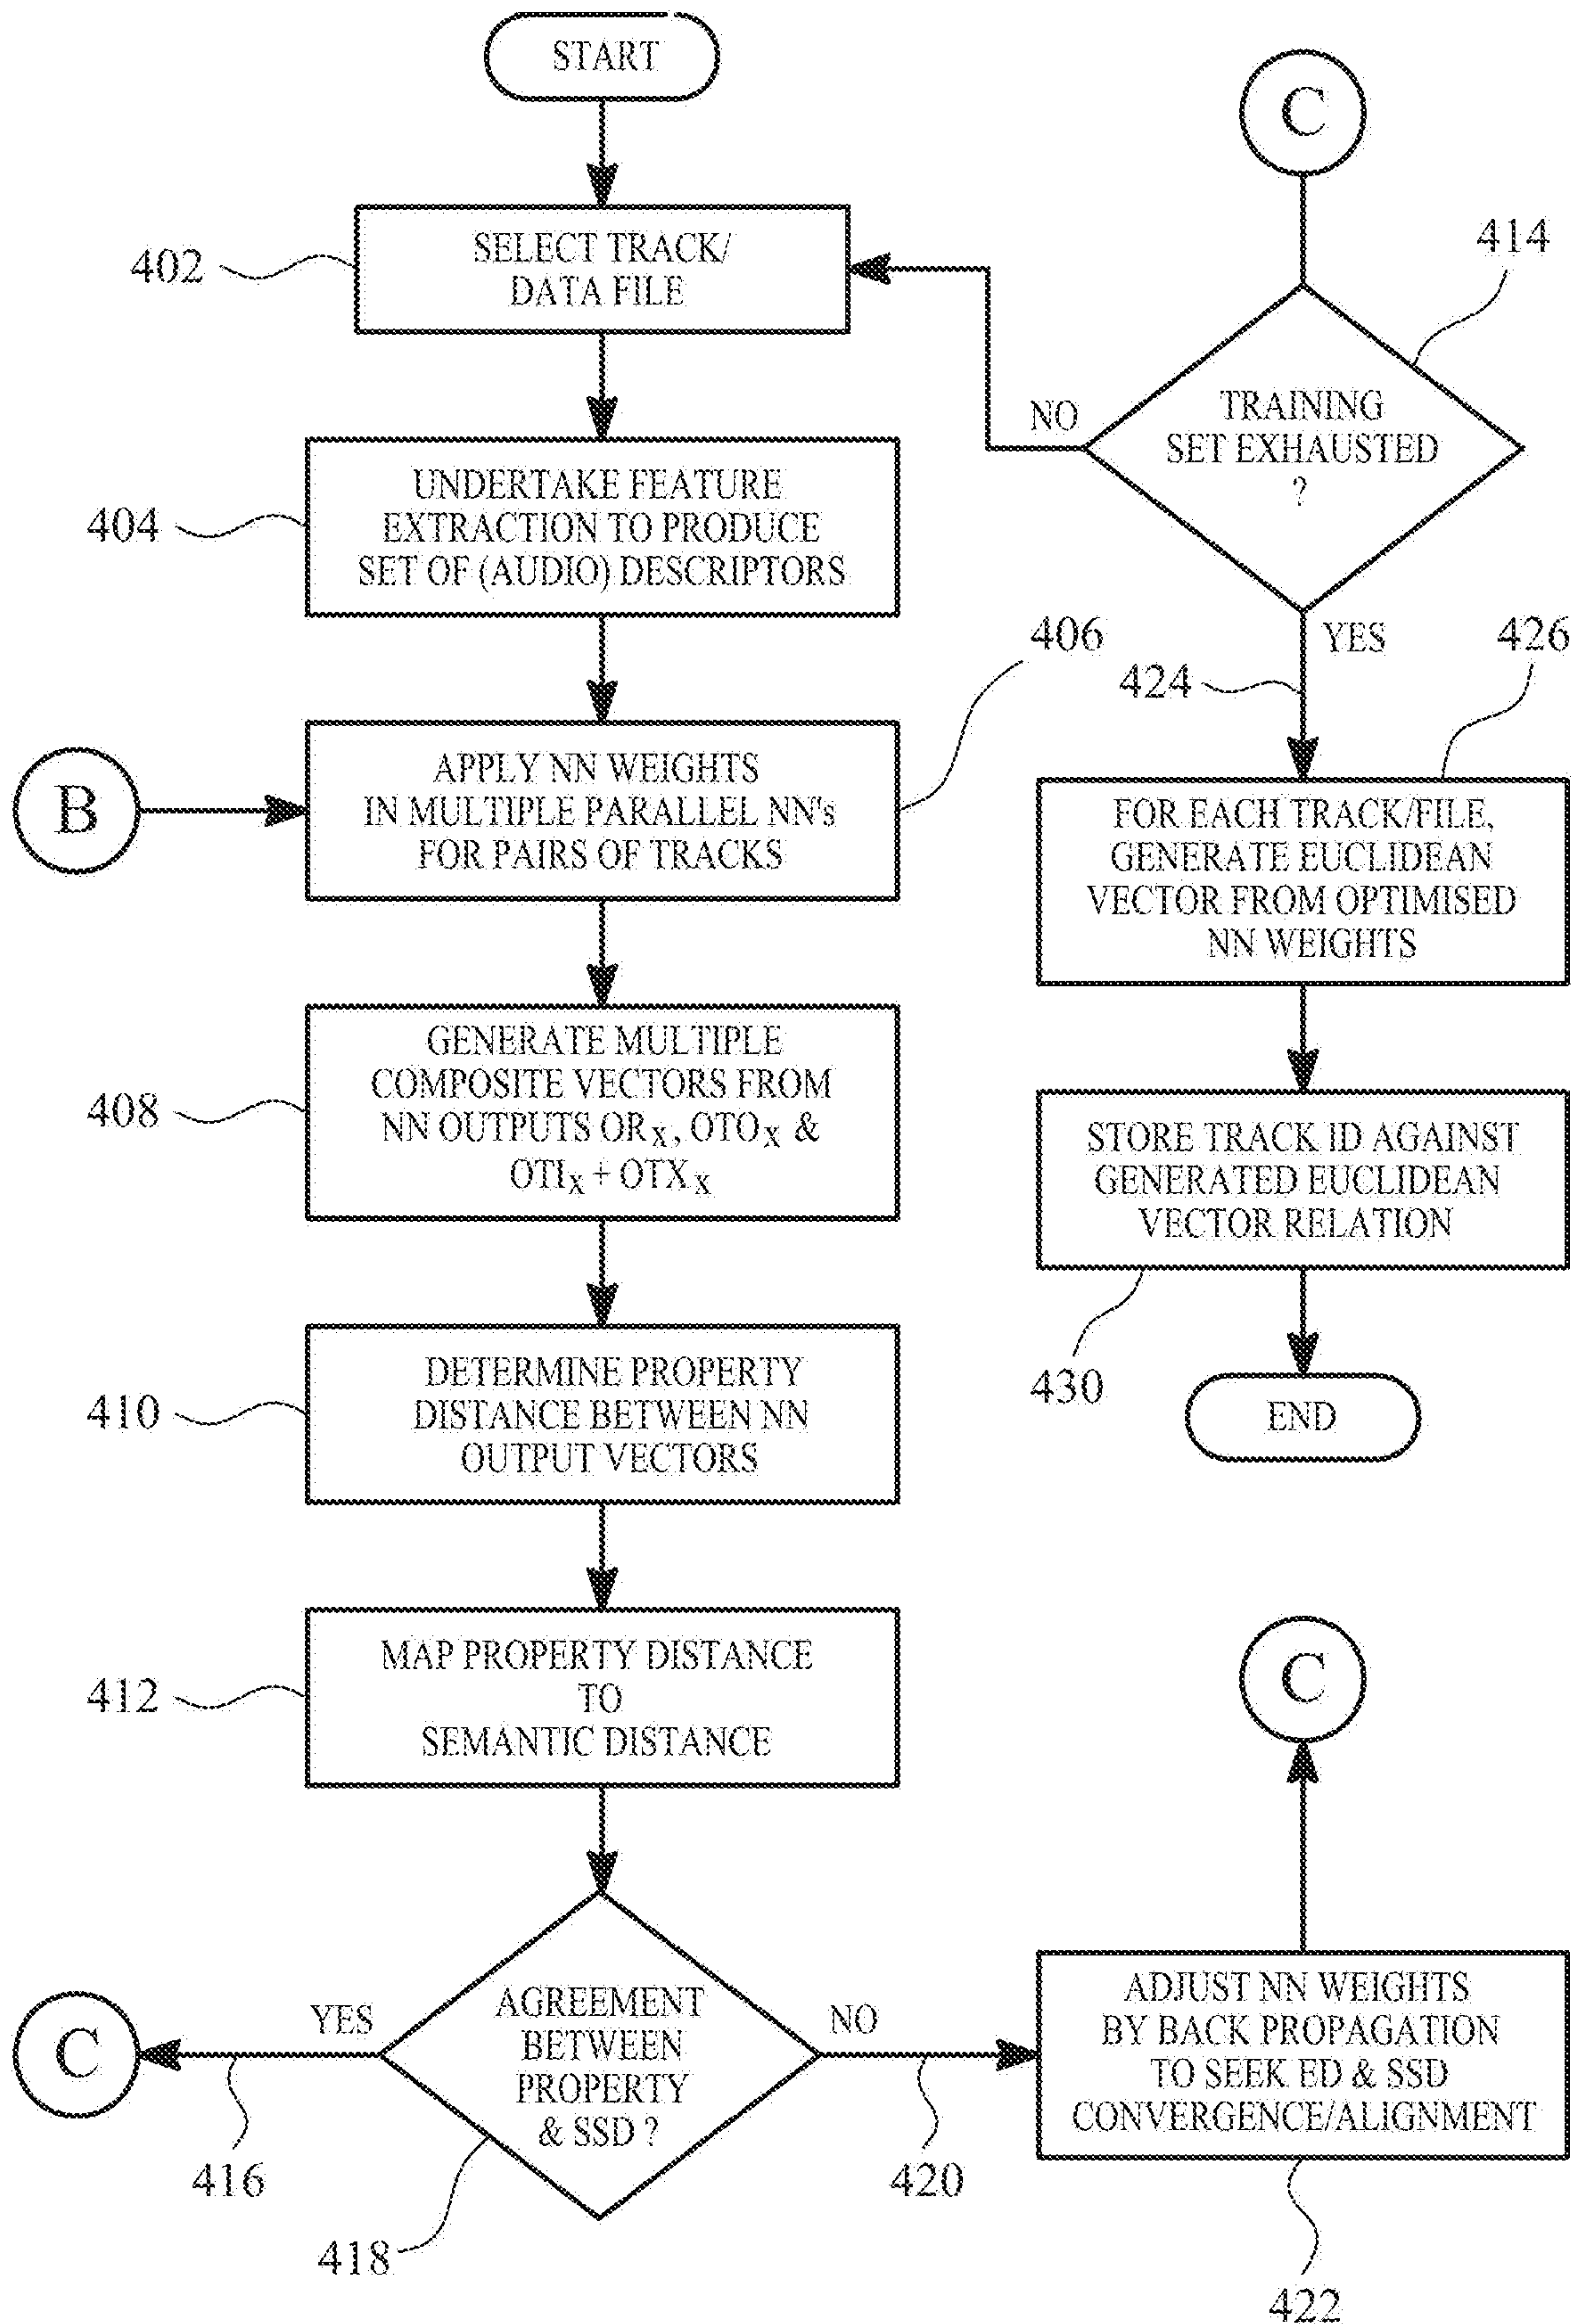 START
402
SELECT TRACK/
DATA FILE
404
UNDERTAKE FEATURE
EXTRACTION TO PRODUCE
SET OF (AUDIO) DESCRIPTORS
B
406
APPLY NN WEIGHTS
IN MULTIPLE PARALLEL NN's
FOR PAIRS OF TRACKS
408
GENERATE MULTIPLE
COMPOSITE VECTORS FROM
NN OUTPUTS ORX, OTOX &
OTIX + OTXX
410
DETERMINE PROPERTY
DISTANCE BETWEEN NN
OUTPUT VECTORS
412
MAP PROPERTY DISTANCE
TO
SEMANTIC DISTANCE
AGREEMENT
BETWEEN
PROPERTY
& SSD ?
418
YES
416
C
NO
420
ADJUST NN WEIGHTS
BY BACK PROPAGATION
TO SEEK ED & SSD
CONVERGENCE/ALIGNMENT
422
C
C
414
TRAINING
SET EXHAUSTED
?
NO
YES
424
426
FOR EACH TRACK/FILE,
GENERATE EUCLIDEAN
VECTOR FROM OPTIMISED
NN WEIGHTS
STORE TRACK ID AGAINST
GENERATED EUCLIDEAN
VECTOR RELATION
430
END